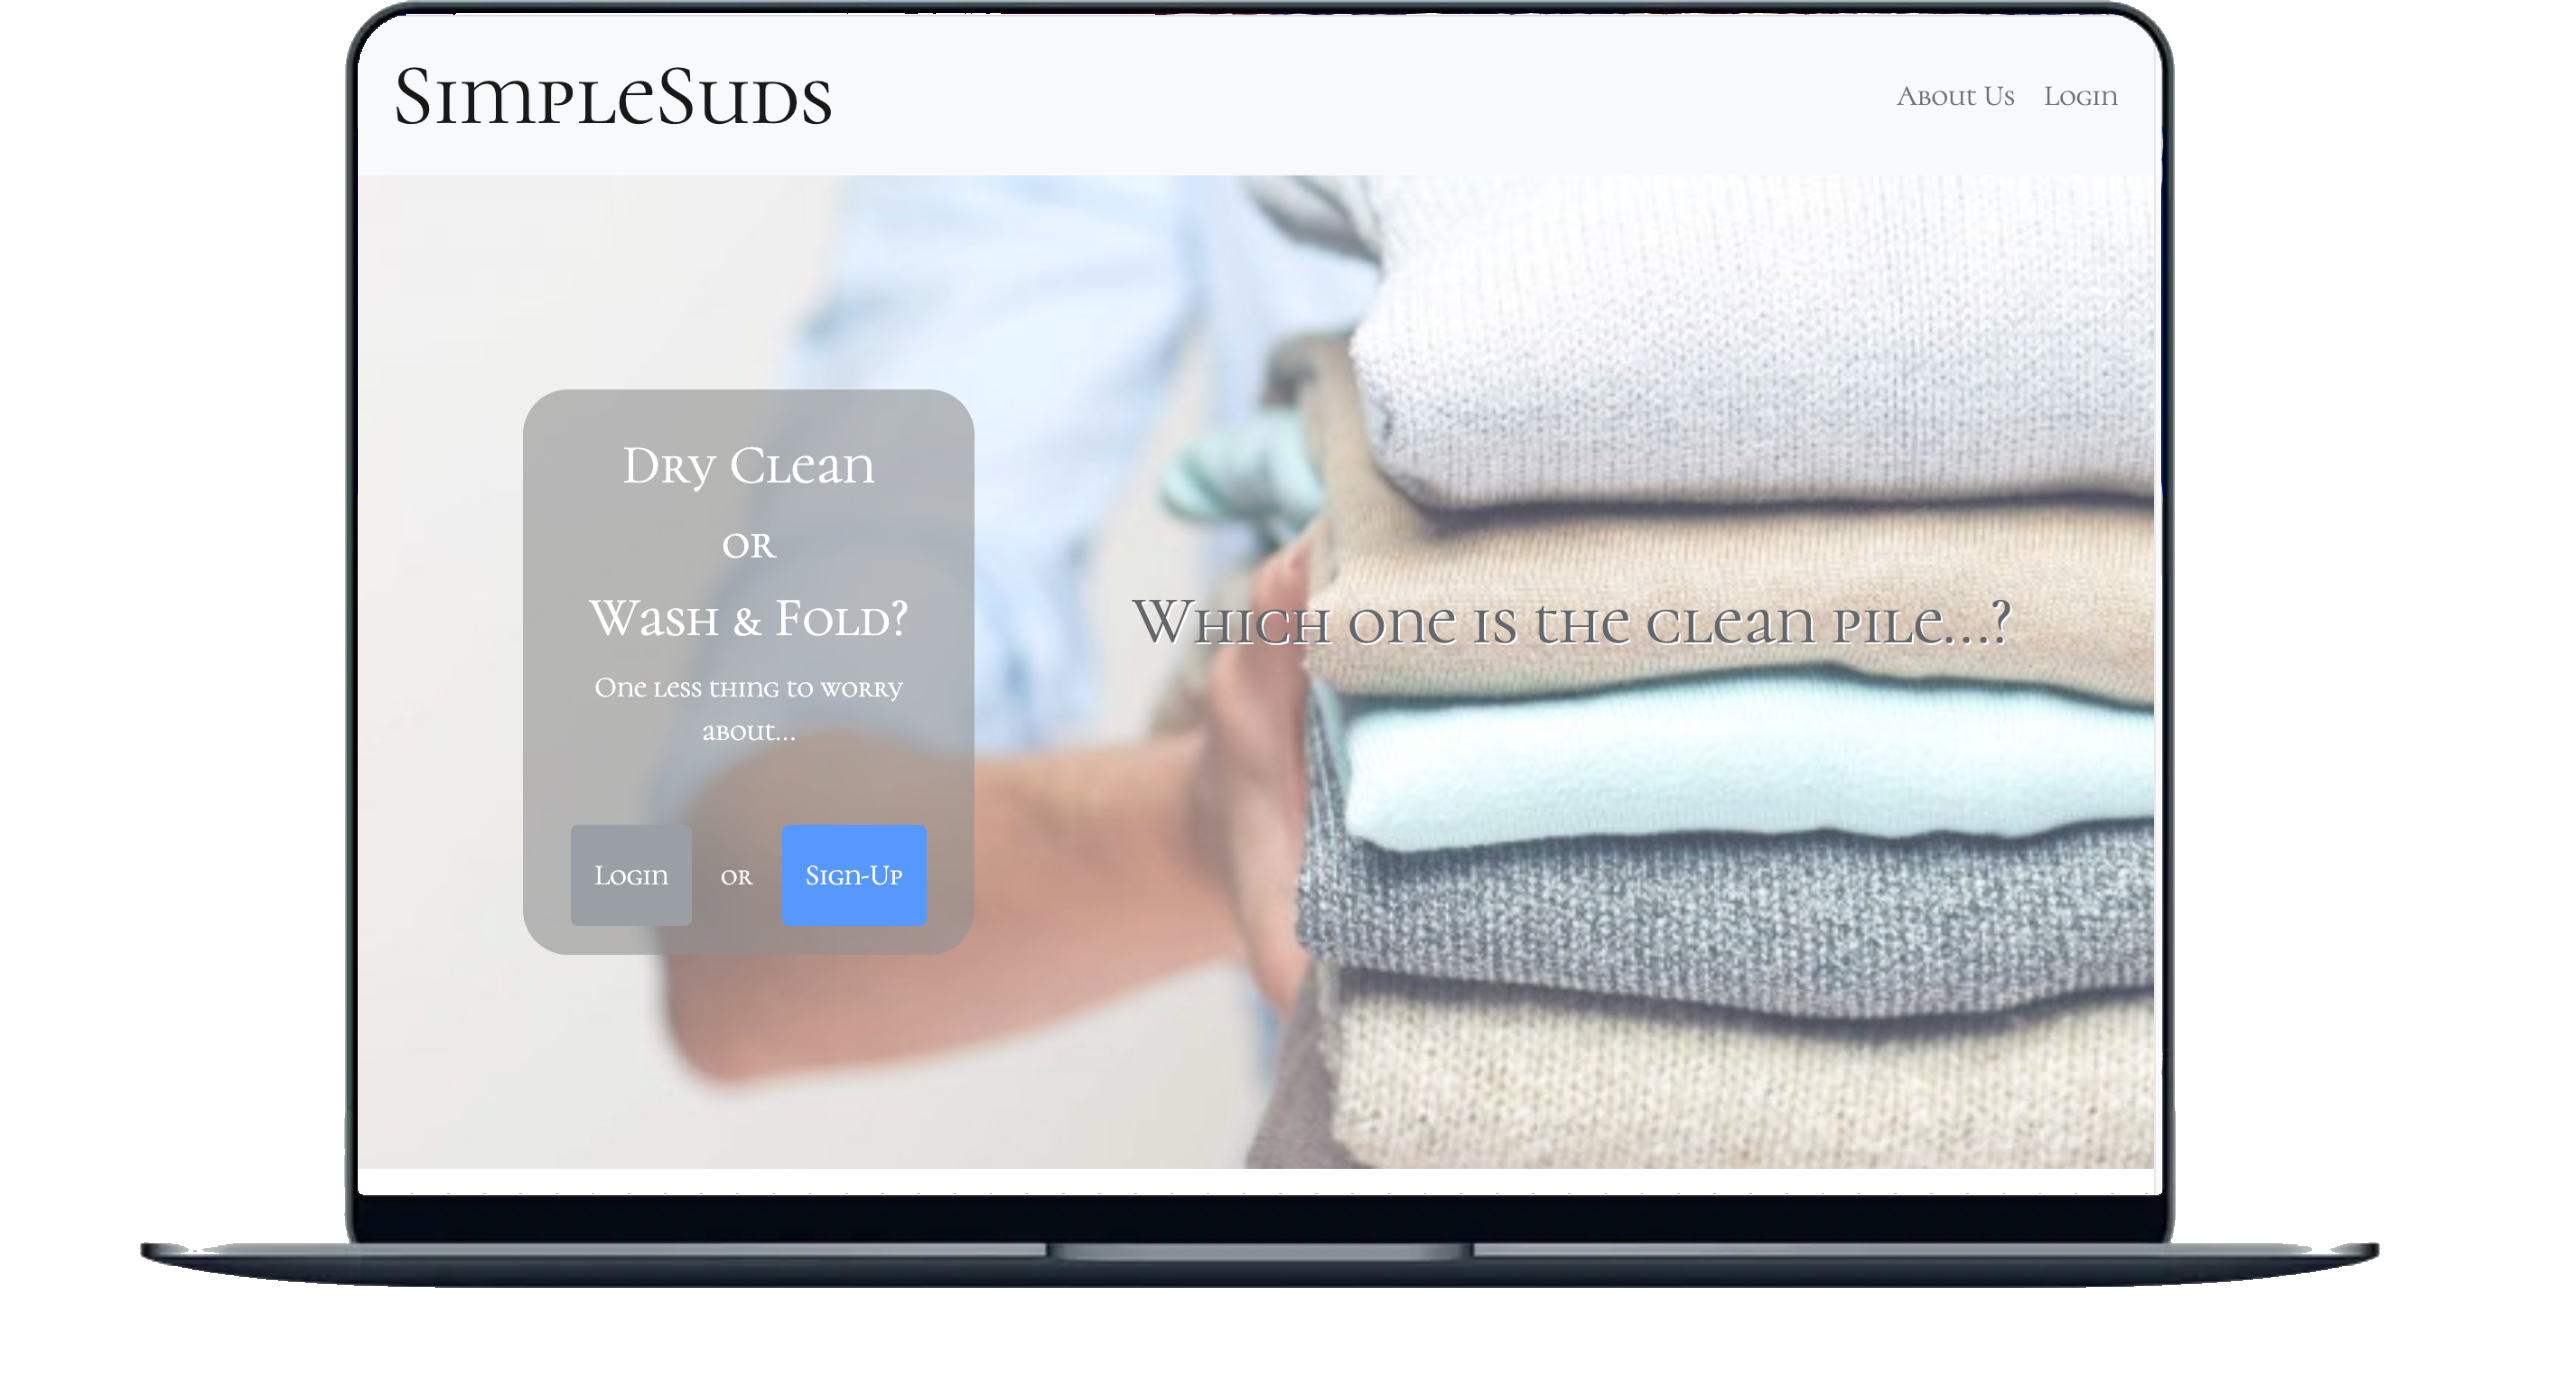 SimpleSuds
About Us Login
Dry Clean
or
Wash & Fold?
One less thing to worry
about...
Which one is the clean pile...?
Login or Sign-Up